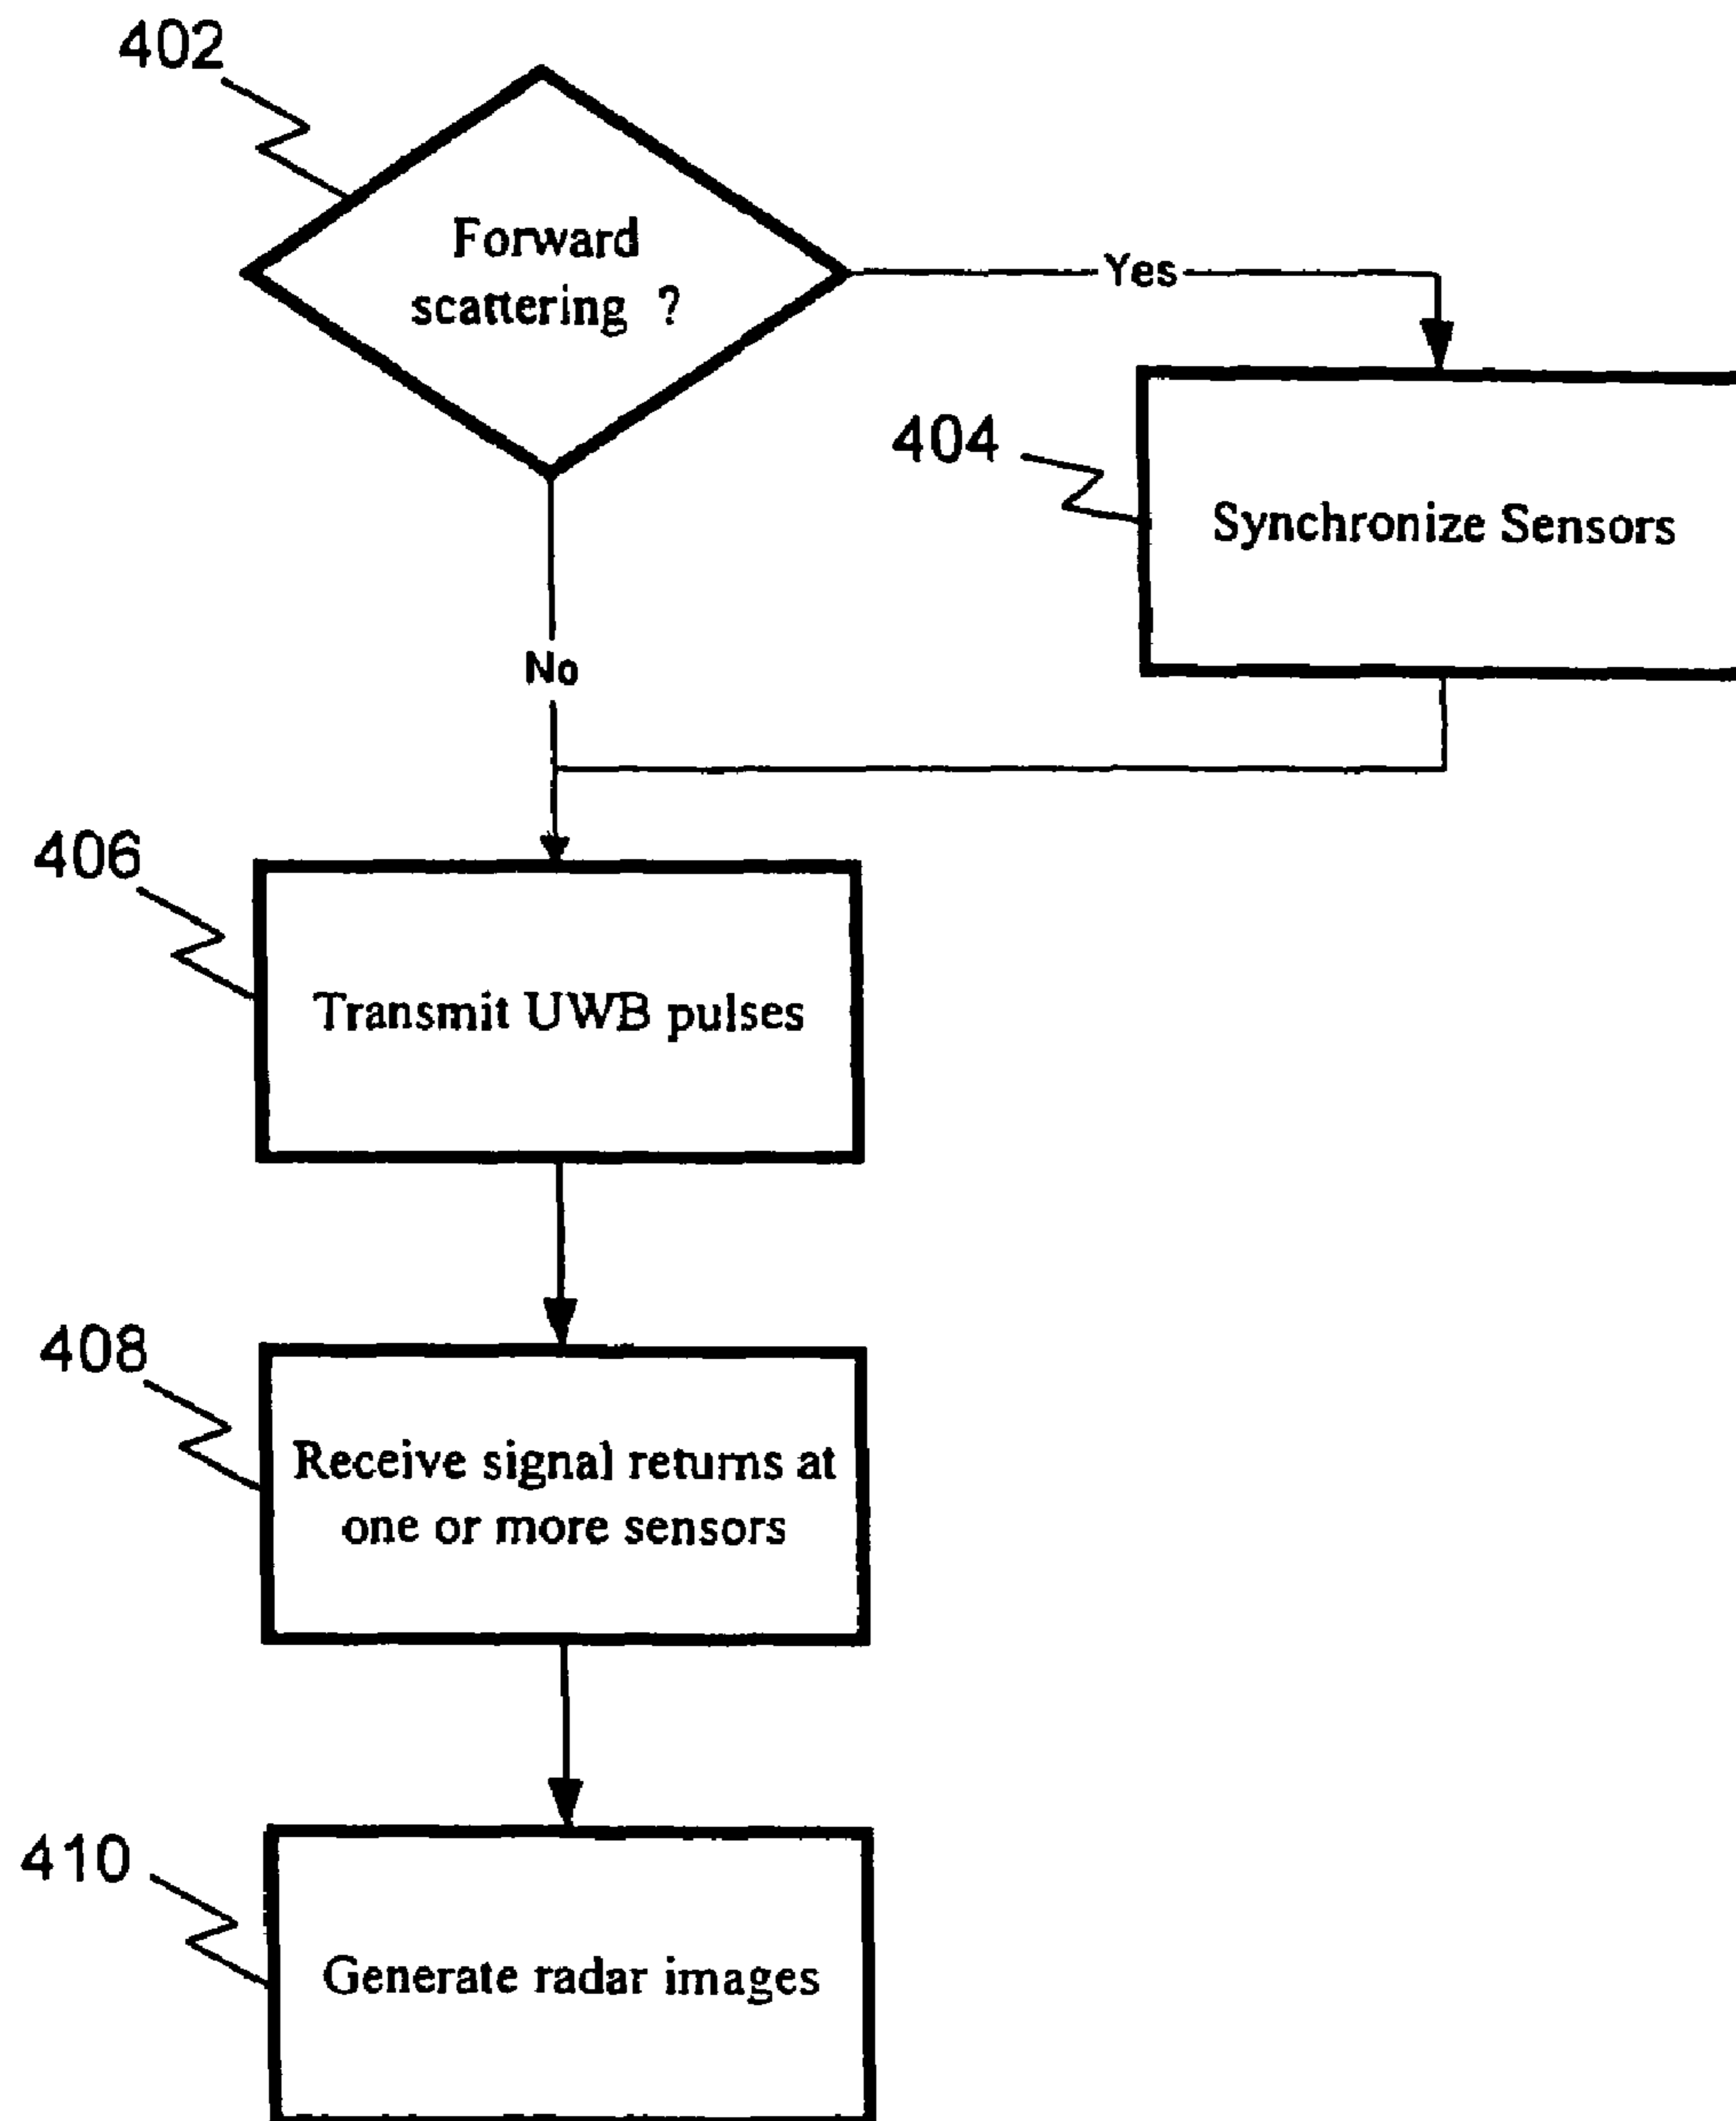 402
Forward
scattering ?
Yes
404
Synchronize Sensors
No
406
Transmit UWB pulses
408
Receive signal returns at
one or more sensors
410
Generate radar images